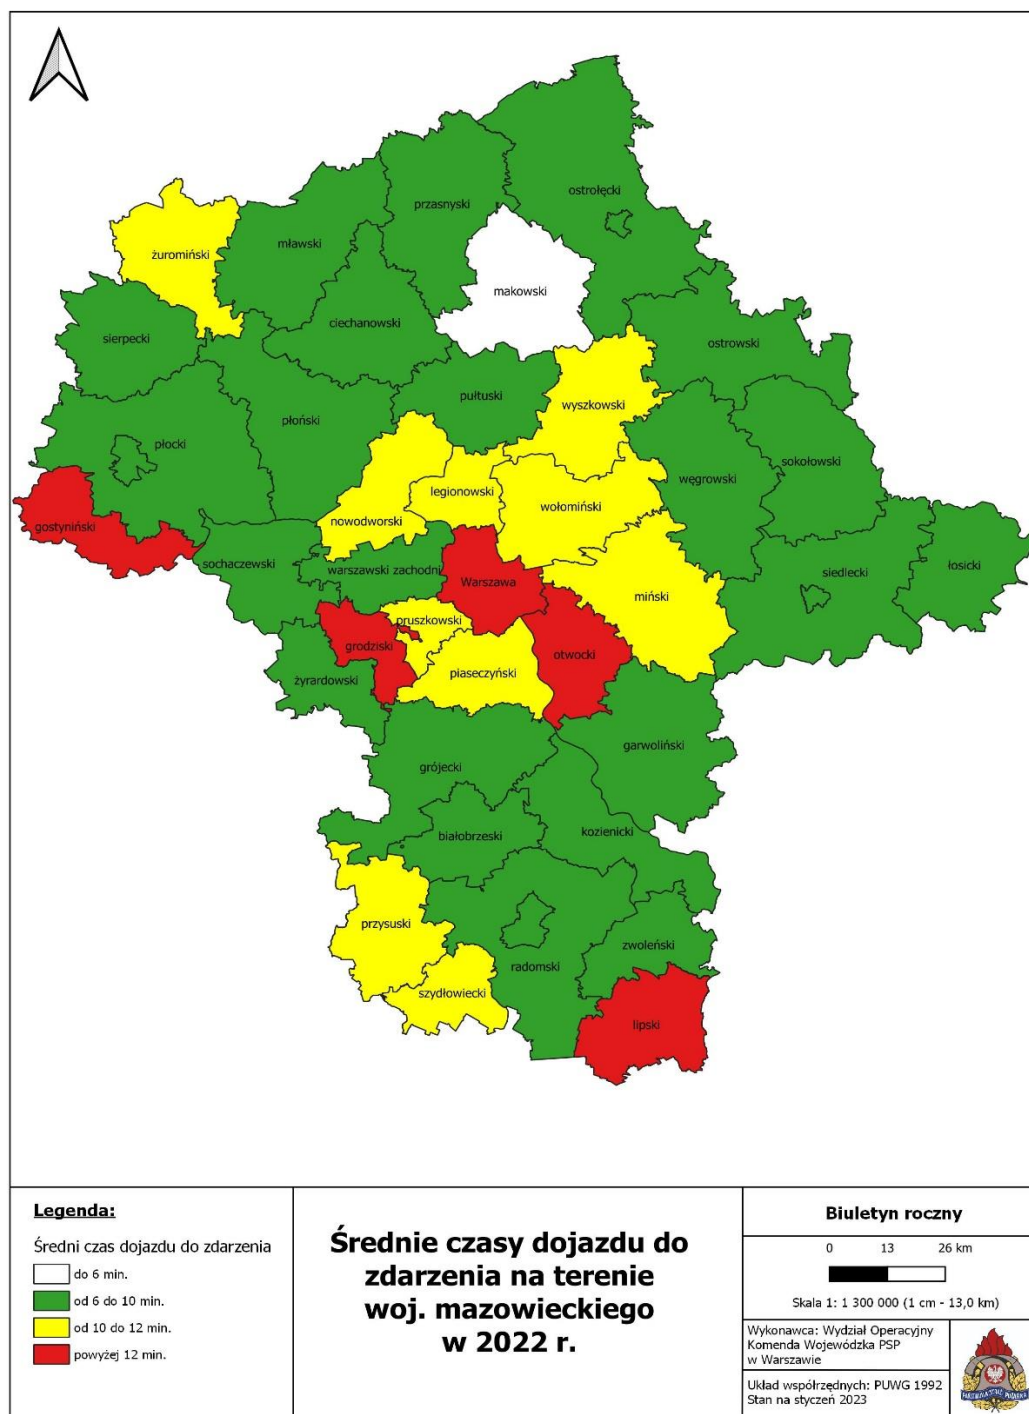 ostrołęcki
przasnyski
mławski
żuromiński
makowski
ciechanowski
sierpecki
ostrowski
pułtuski
wyszkowski
płoński
płocki
sokołowski
węgrowski
legionowski
wołomiński
nowodworski
gostyniński
sochaczewski
warszawski zachodni
Warszawa
siedlecki
łosicki
miński
pruszkowski
grodziski
otwocki
żyrardowski
piaseczyński
garwoliński
grójecki
białobrzeski
kozienicki
przysuski
zwoleński
radomski
szydłowiecki
lipski
Legenda:
Średni czas dojazdu do zdarzenia
do 6 min.
od 6 do 10 min.
od 10 do 12 min.
powyżej 12 min.
Średnie czasy dojazdu do
zdarzenia na terenie
woj. mazowieckiego
w 2022 r.
Biuletyn roczny
0 13 26 km
Skala 1: 1 300 000 (1 cm - 13,0 km)
Wykonawca: Wydział Operacyjny
Komenda Wojewódzka PSP
w Warszawie
Układ współrzędnych: PUWG 1992
Stan na styczeń 2023